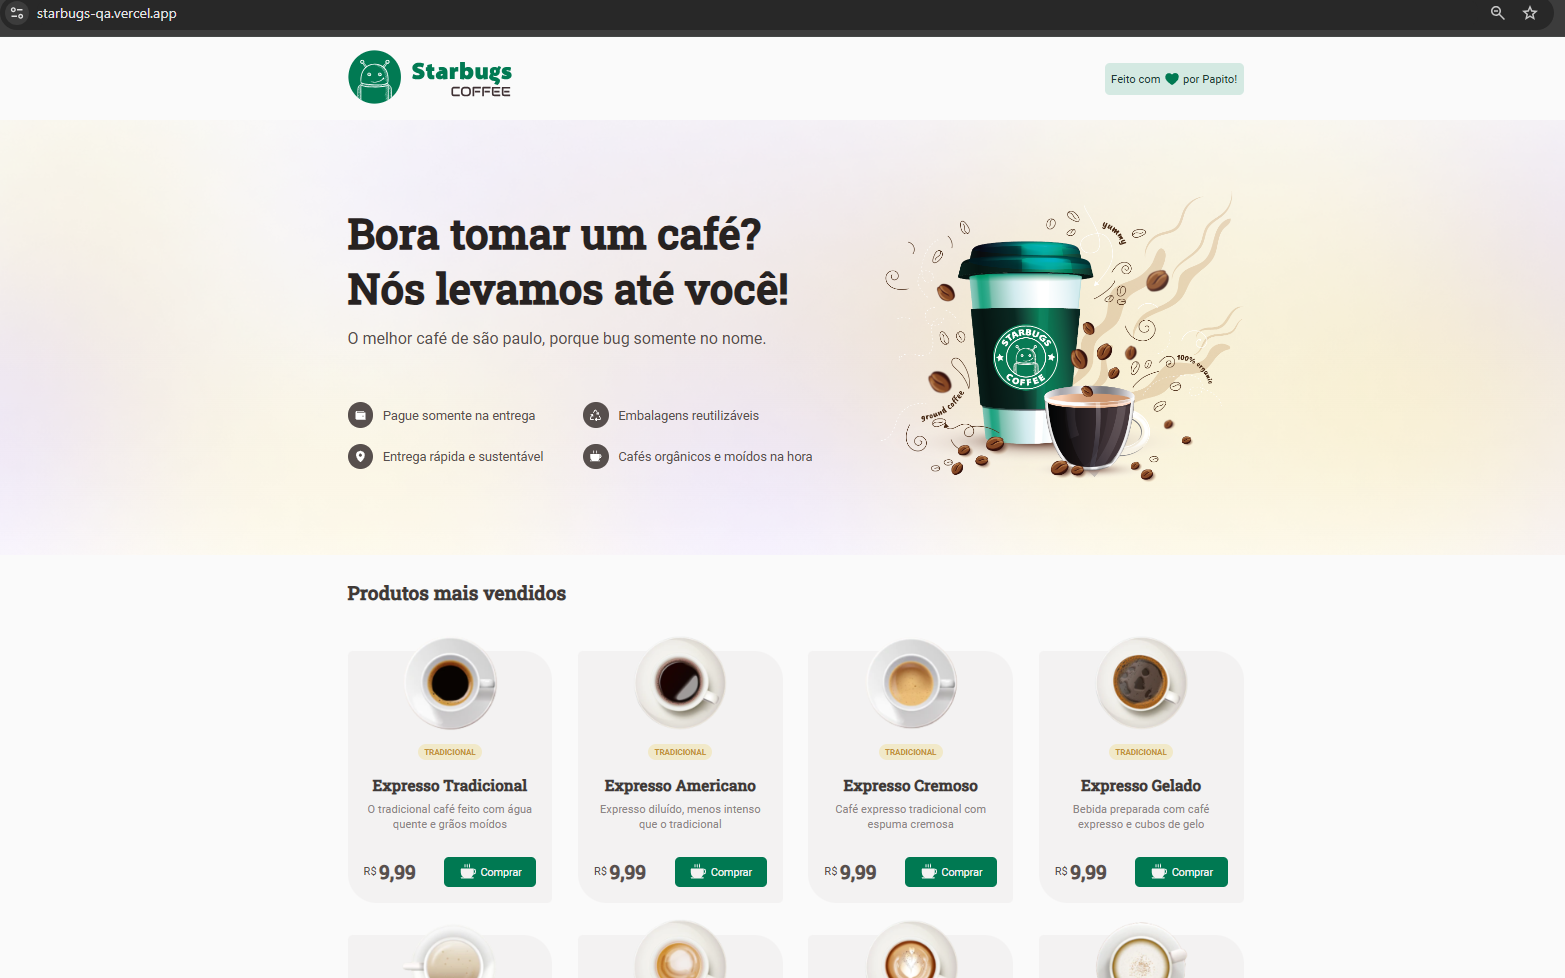 starbugs-qa.vercel.app
Starbugs
COFFEE
Feito com por Papito!
Bora tomar um café?
Nós levamos até você!
O melhor café de são paulo, porque bug somente no nome.
Pague somente na entrega
Embalagens reutilizáveis
Entrega rápida e sustentável
Cafés orgânicos e moídos na hora
yummy
STARBUGS
COFFEE
100% organic
ground coffee
Produtos mais vendidos
TRADICIONAL
Expresso Tradicional
O tradicional café feito com água
quente e grãos moídos
R$ 9,99
Comprar
TRADICIONAL
Expresso Americano
Expresso diluído, menos intenso
que o tradicional
R$ 9,99
Comprar
TRADICIONAL
Expresso Cremoso
Café expresso tradicional com
espuma cremosa
R$ 9,99
Comprar
TRADICIONAL
Expresso Gelado
Bebida preparada com café
expresso e cubos de gelo
R$ 9,99
Comprar